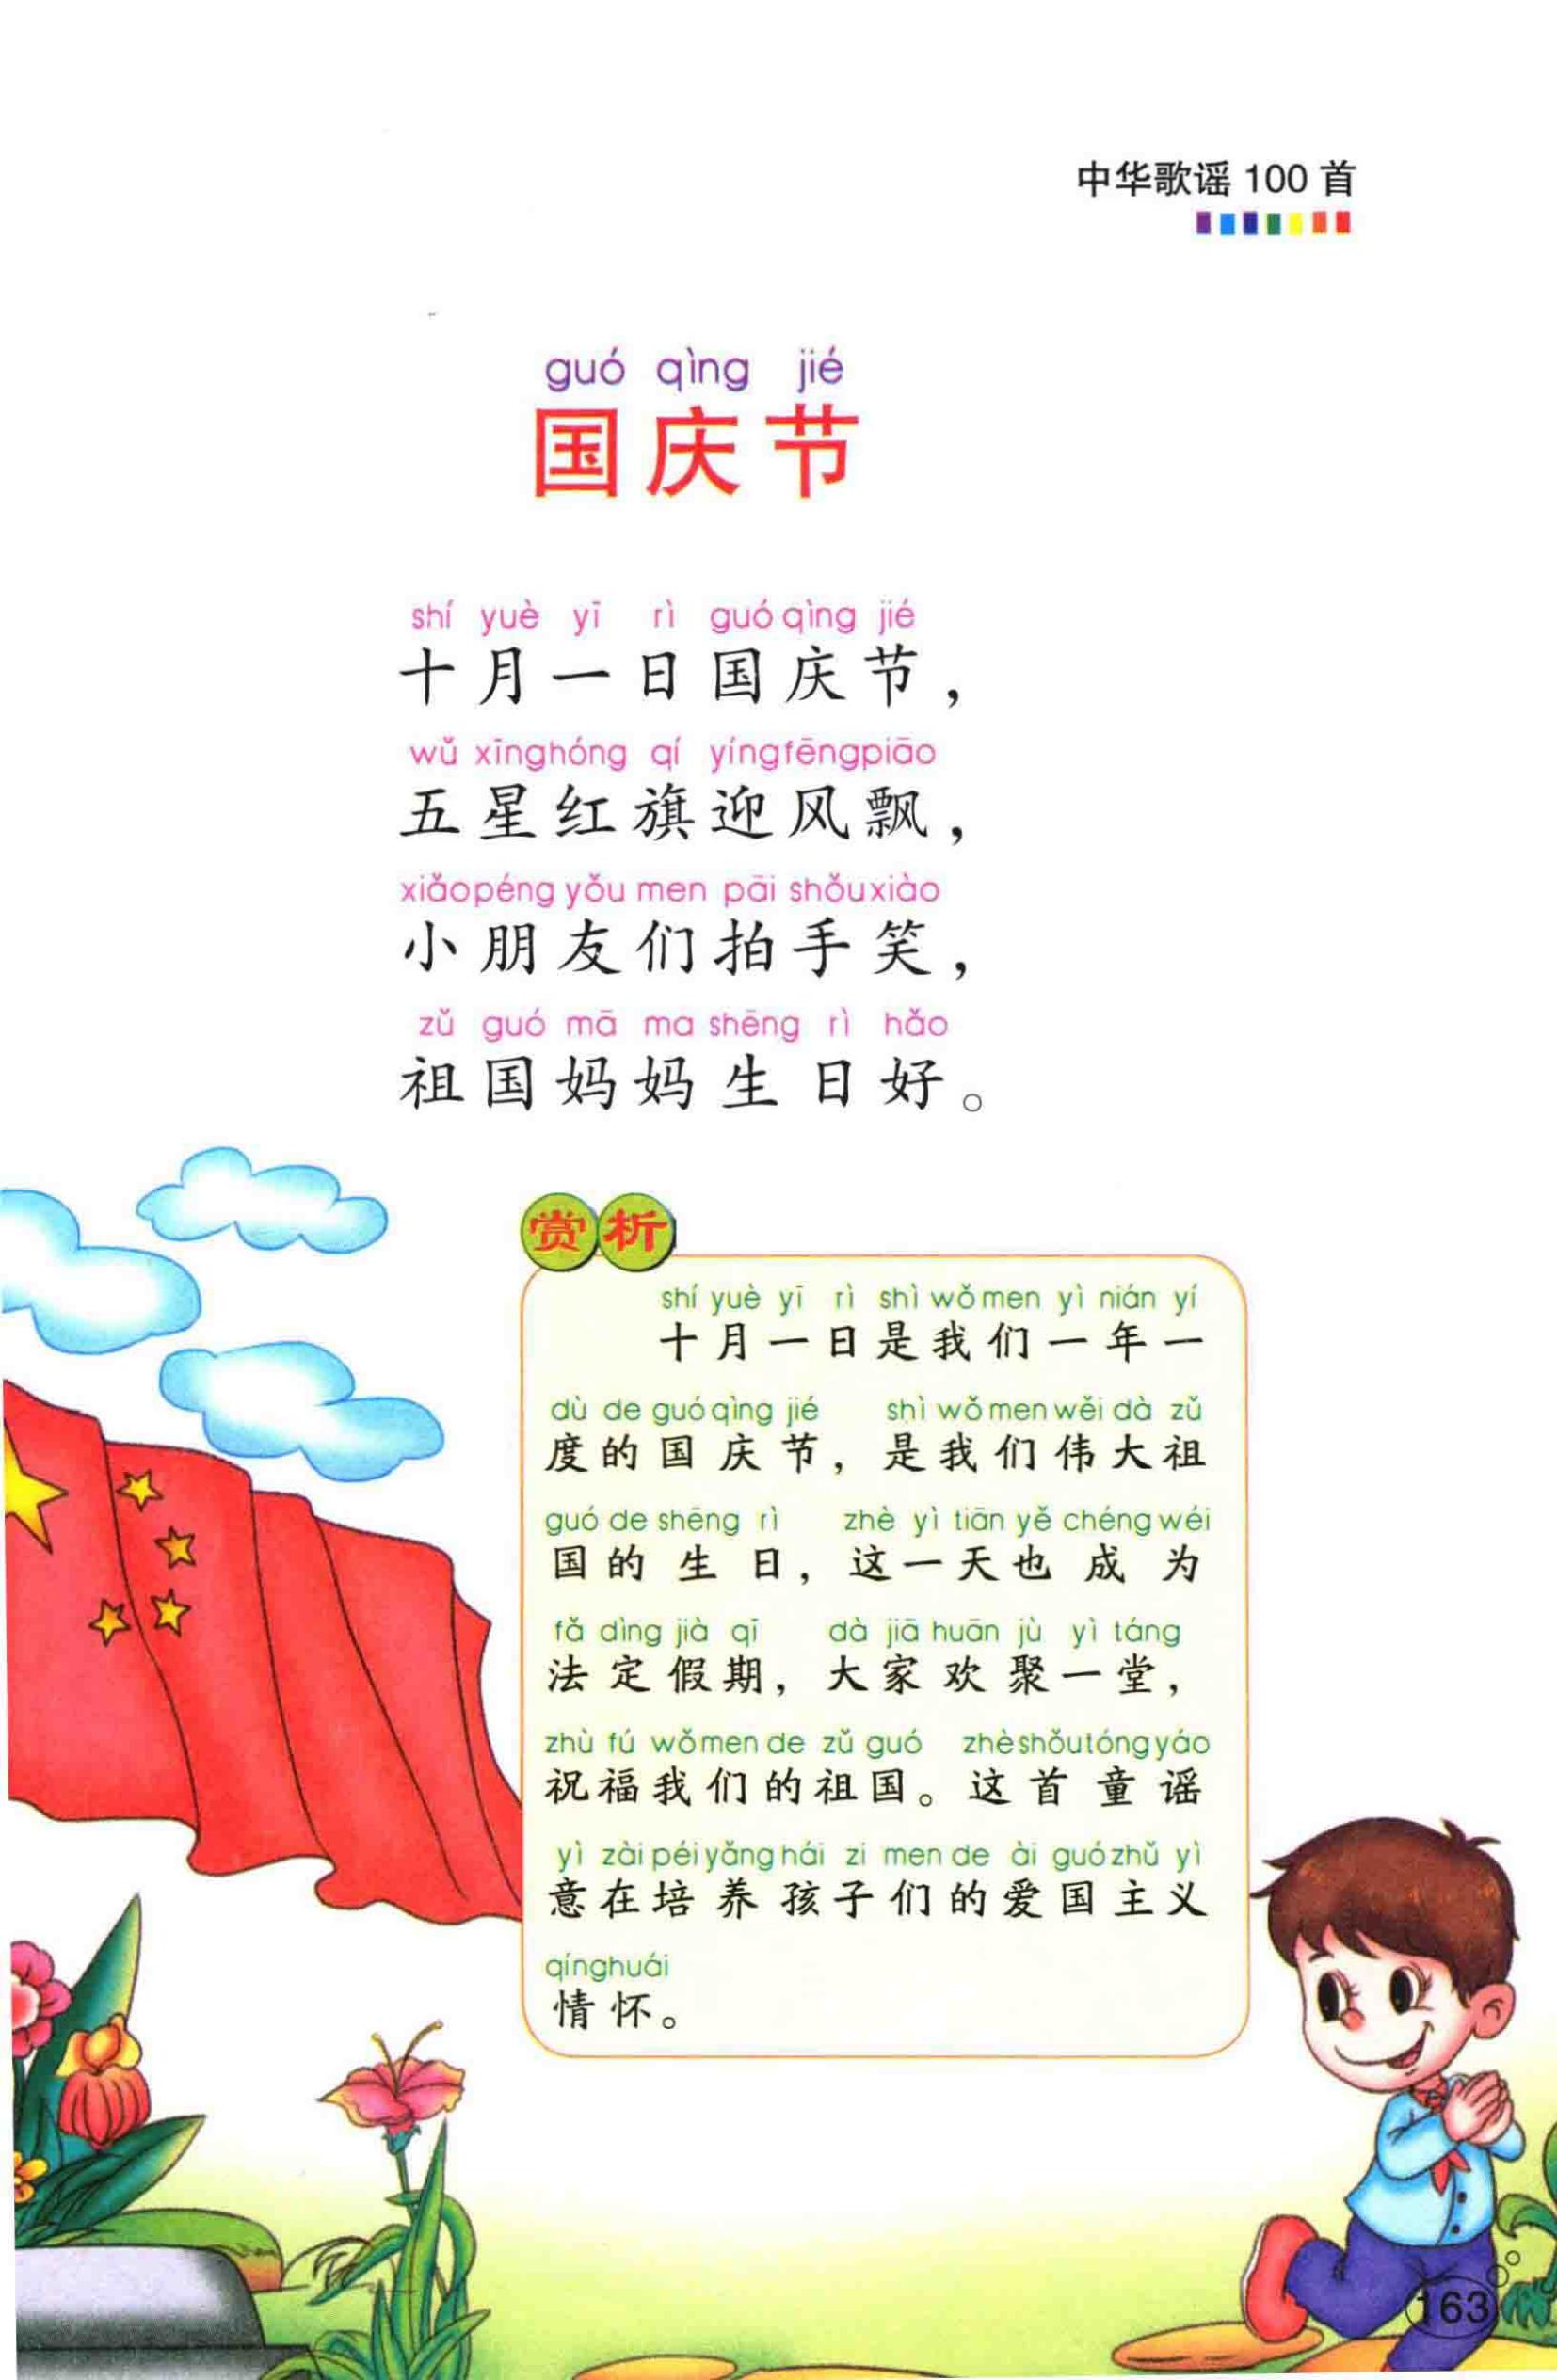 中华歌谣 100 首
guó qìng jié
国庆节
shí yuè yī rì guó qìng jié
十月一日国庆节，
wǔ xīng hóng qí yíng fēng piāo
五星红旗迎风飘，
xiǎo péng yǒu men pāi shǒu xiào
小朋友们拍手笑，
zǔ guó mā ma shēng rì hǎo
祖国妈妈生日好。
赏析
shí yuè yī rì shì wǒ men yì nián yí
十月一日是我们一年一
dù de guó qìng jié shì wǒ men wěi dà zǔ
度的国庆节，是我们伟大祖
guó de shēng rì zhè yì tiān yě chéng wéi
国的生日，这一天也成为
fǎ dìng jià qī dà jiā huān jù yì táng
法定假期，大家欢聚一堂，
zhù fú wǒ men de zǔ guó zhè shǒu tóng yáo
祝福我们的祖国。这首童谣
yì zài péi yǎng hái zi men de ài guó zhǔ yì
意在培养孩子们的爱国主义
qíng huái
情怀。
163